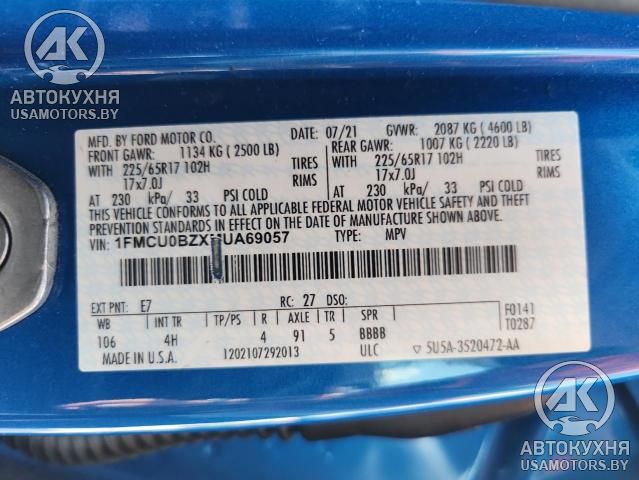 АК
АВТОКУХНЯ
USAMOTORS.BY
MFD. BY FORD MOTOR CO. DATE: 07/21 GVWR: 2087 KG ( 4600 LB)
FRONT GAWR: 1134 KG ( 2500 LB) REAR GAWR: 1007 KG ( 2220 LB)
WITH 225/65R17 102H TIRES WITH 225/65R17 102H TIRES
17x7.0J RIMS 17x7.0J RIMS
AT 230 kPa/ 33 PSI COLD AT 230 kPa/ 33 PSI COLD
THIS VEHICLE CONFORMS TO ALL APPLICABLE FEDERAL MOTOR VEHICLE SAFETY AND THEFT
PREVENTION STANDARDS IN EFFECT ON THE DATE OF MANUFACTURE SHOWN ABOVE.
VIN: TYPE: MPV
EXT PNT: E7 RC: 27 DSO: F0141
WB INT TR TP/PS R AXLE TR SPR T0287
106 4H 4 91 5 BBBB
MADE IN U.S.A. 1202107292013 ULC ▽ SU5A-3520472-AA
АК
АВТОКУХНЯ
USAMOTORS.BY